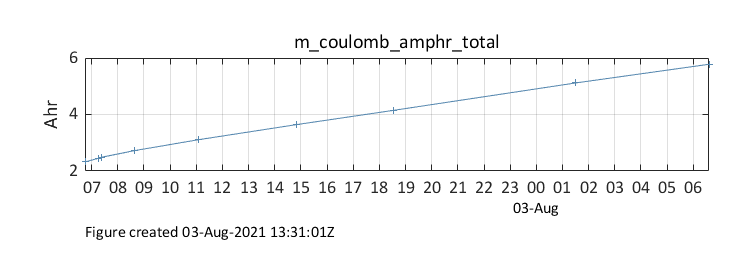 m_coulomb_amphr_total
Ahr
6
4
2
07 08 09 10 11 12 13 14 15 16 17 18 19 20 21 22 23 00 01 02 03 04 05 06
03-Aug
Figure created 03-Aug-2021 13:31:01Z